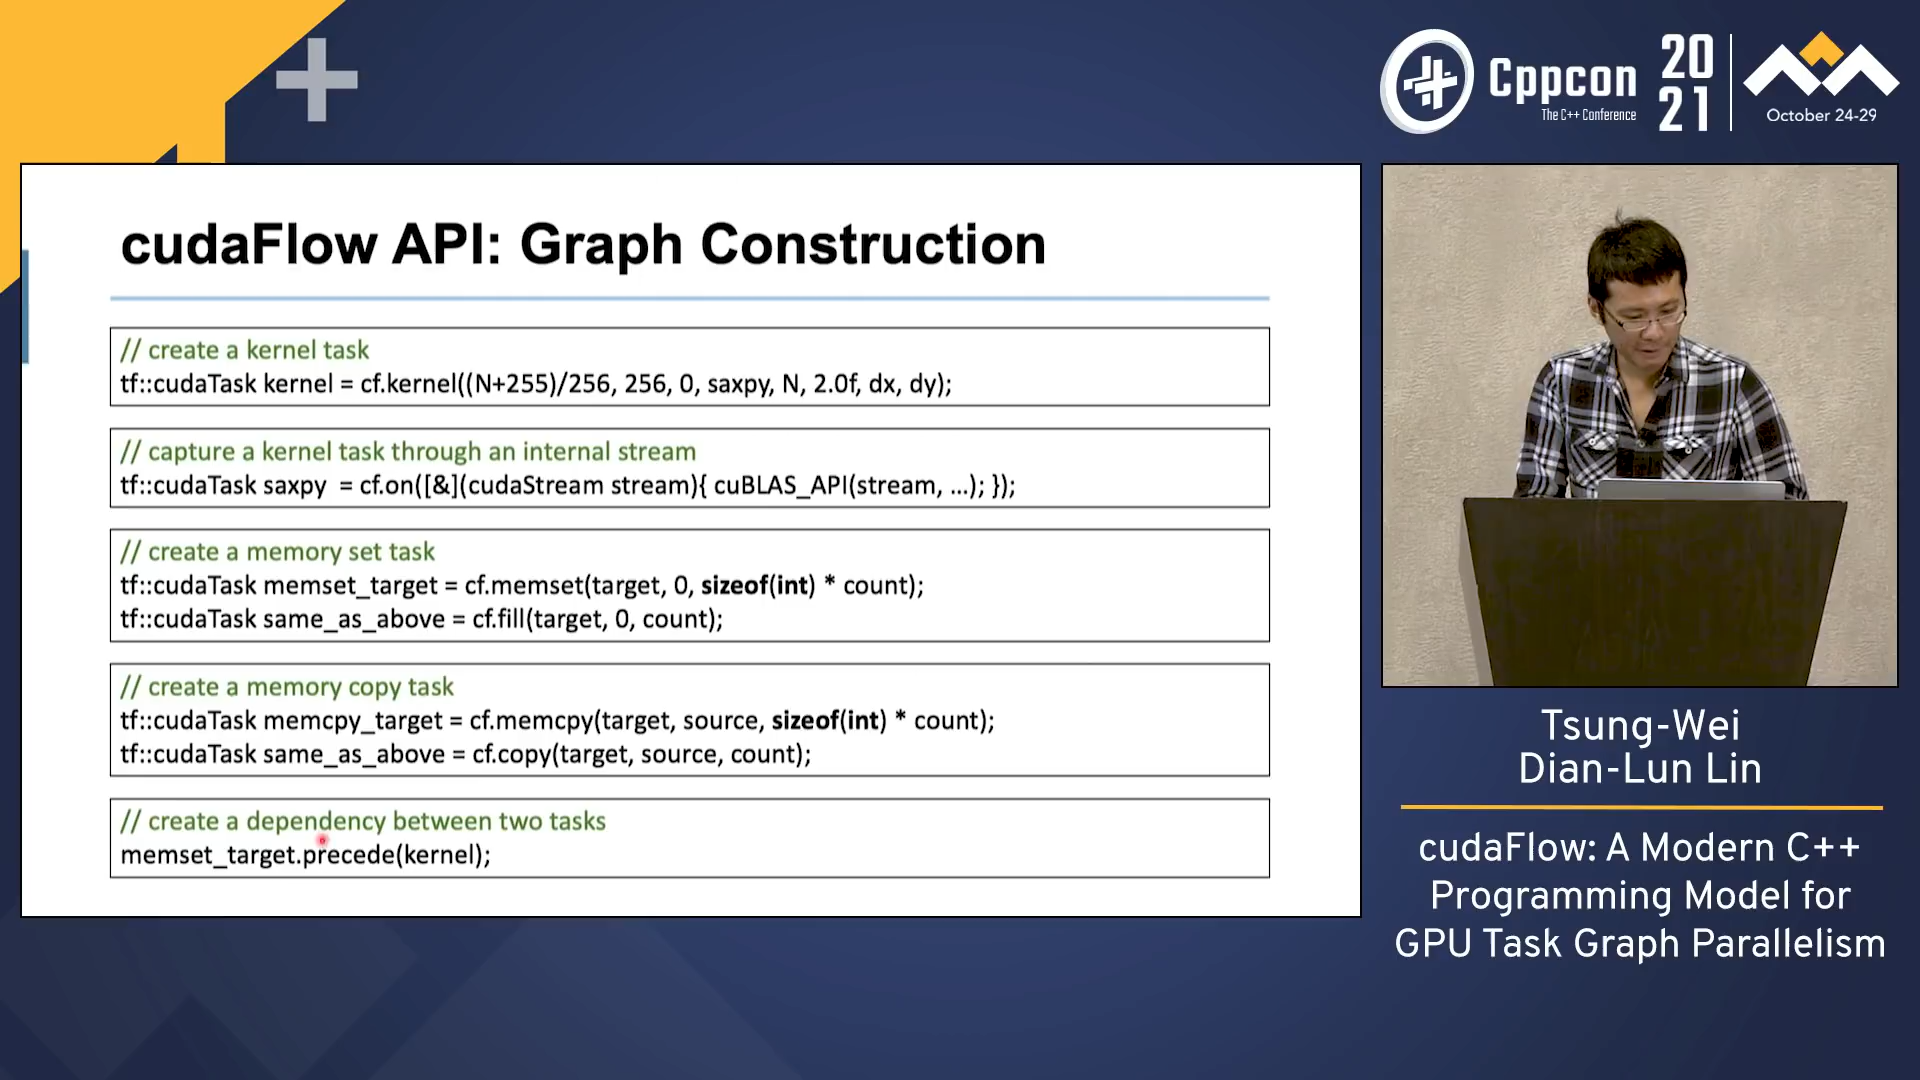 Cppcon
The C++ Conference
20
21
October 24-29
cudaFlow API: Graph Construction
// create a kernel task
tf::cudaTask kernel = cf.kernel((N+255)/256, 256, 0, saxpy, N, 2.0f, dx, dy);
// capture a kernel task through an internal stream
tf::cudaTask saxpy = cf.on([&](cudaStream stream){ cuBLAS_API(stream, ...); });
// create a memory set task
tf::cudaTask memset_target = cf.memset(target, 0, sizeof(int) * count);
tf::cudaTask same_as_above = cf.fill(target, 0, count);
// create a memory copy task
tf::cudaTask memcpy_target = cf.memcpy(target, source, sizeof(int) * count);
tf::cudaTask same_as_above = cf.copy(target, source, count);
// create a dependency between two tasks
memset_target.precede(kernel);
Tsung-Wei
Dian-Lun Lin
cudaFlow: A Modern C++
Programming Model for
GPU Task Graph Parallelism